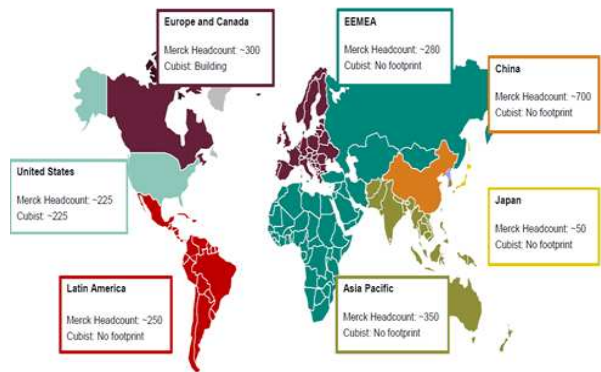 Europe and Canada
Merck Headcount: ~300
Cubist: Building
EEMEA
Merck Headcount: ~280
Cubist: No footprint
China
Merck Headcount: ~700
Cubist: No footprint
United States
Merck Headcount: ~225
Cubist: ~225
Japan
Merck Headcount: ~50
Cubist: No footprint
Latin America
Merck Headcount: ~250
Cubist: No footprint
Asia Pacific
Merck Headcount: ~350
Cubist: No footprint